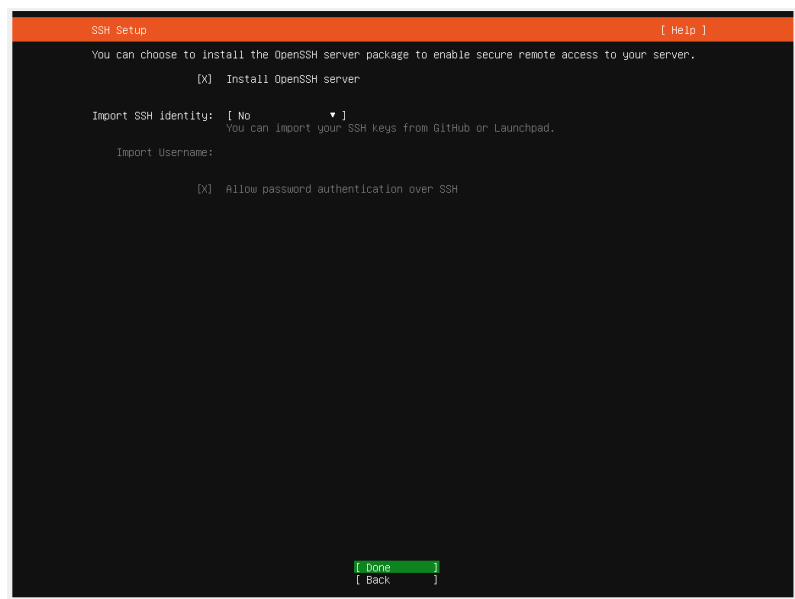 SSH Setup [ Help ]
You can choose to install the OpenSSH server package to enable secure remote access to your server.
[X] Install OpenSSH server
Import SSH identity: [ No ▾ ]
You can import your SSH keys from GitHub or Launchpad.
Import Username:
[X] Allow password authentication over SSH
[ Done ]
[ Back ]